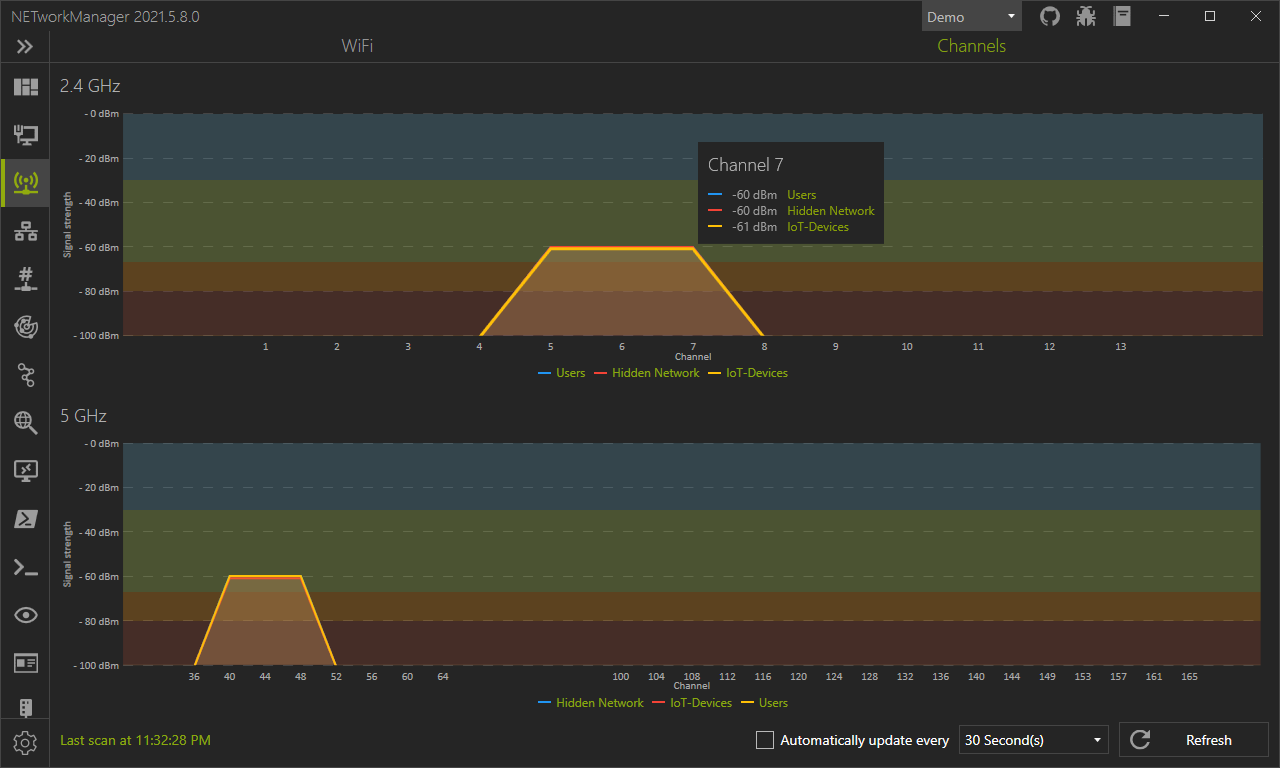 NETworkManager 2021.5.8.0
Demo
WiFi
Channels
2.4 GHz
Signal strength
- 0 dBm
- 20 dBm
- 40 dBm
- 60 dBm
- 80 dBm
- 100 dBm
Channel 7
-60 dBm Users
-60 dBm Hidden Network
-61 dBm IoT-Devices
1 2 3 4 5 6 7 8 9 10 11 12 13
Channel
Users Hidden Network IoT-Devices
5 GHz
Signal strength
- 0 dBm
- 20 dBm
- 40 dBm
- 60 dBm
- 80 dBm
- 100 dBm
36 40 44 48 52 56 60 64 100 104 108 112 116 120 124 128 132 136 140 144 149 153 157 161 165
Channel
Hidden Network IoT-Devices Users
Last scan at 11:32:28 PM
Automatically update every
30 Second(s)
Refresh